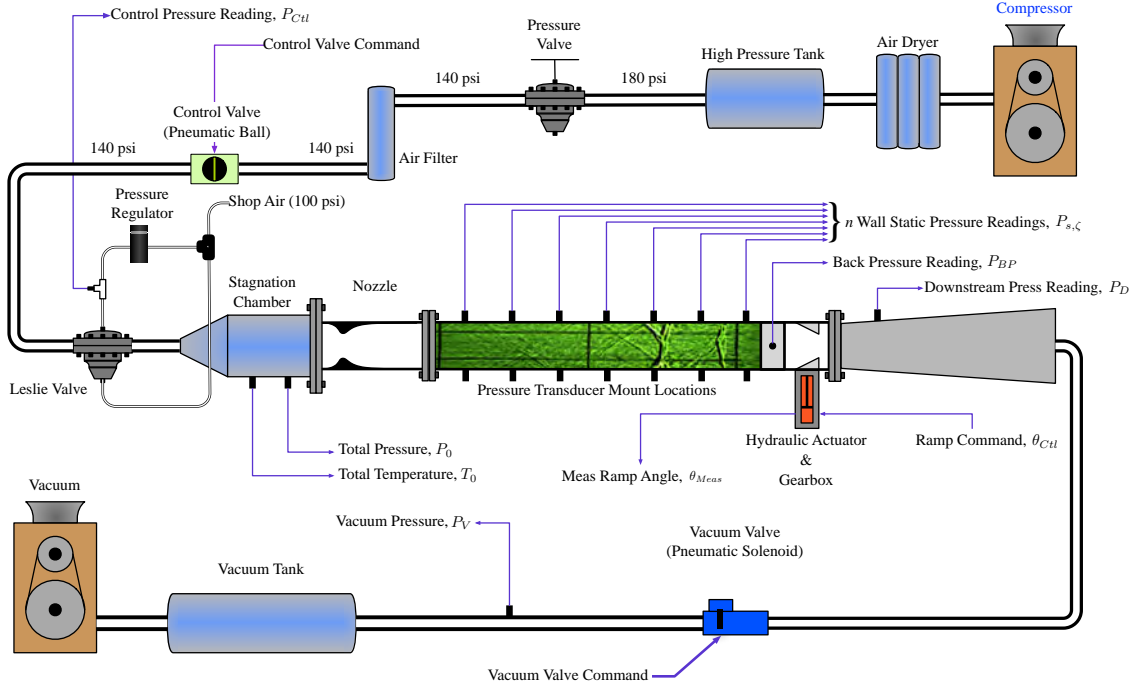 Control Pressure Reading, P_Ctl
Compressor
Pressure
Valve
Control Valve Command
Air Dryer
High Pressure Tank
140 psi
180 psi
Control Valve
(Pneumatic Ball)
140 psi
140 psi
Air Filter
Pressure
Regulator
Shop Air (100 psi)
n Wall Static Pressure Readings, P_{s,ζ}
Back Pressure Reading, P_BP
Stagnation
Chamber
Nozzle
Downstream Press Reading, P_D
Leslie Valve
Pressure Transducer Mount Locations
Total Pressure, P_0
Hydraulic Actuator
&
Gearbox
Ramp Command, θ_Ctl
Total Temperature, T_0
Meas Ramp Angle, θ_Meas
Vacuum
Vacuum Pressure, P_V
Vacuum Valve
(Pneumatic Solenoid)
Vacuum Tank
Vacuum Valve Command